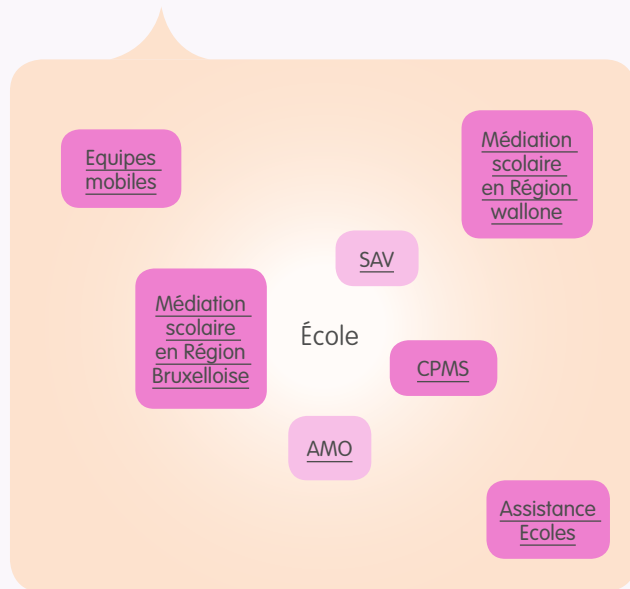 Equipes
mobiles
Médiation
scolaire
en Région
wallone
SAV
Médiation
scolaire
en Région
Bruxelloise
École
CPMS
AMO
Assistance
Ecoles